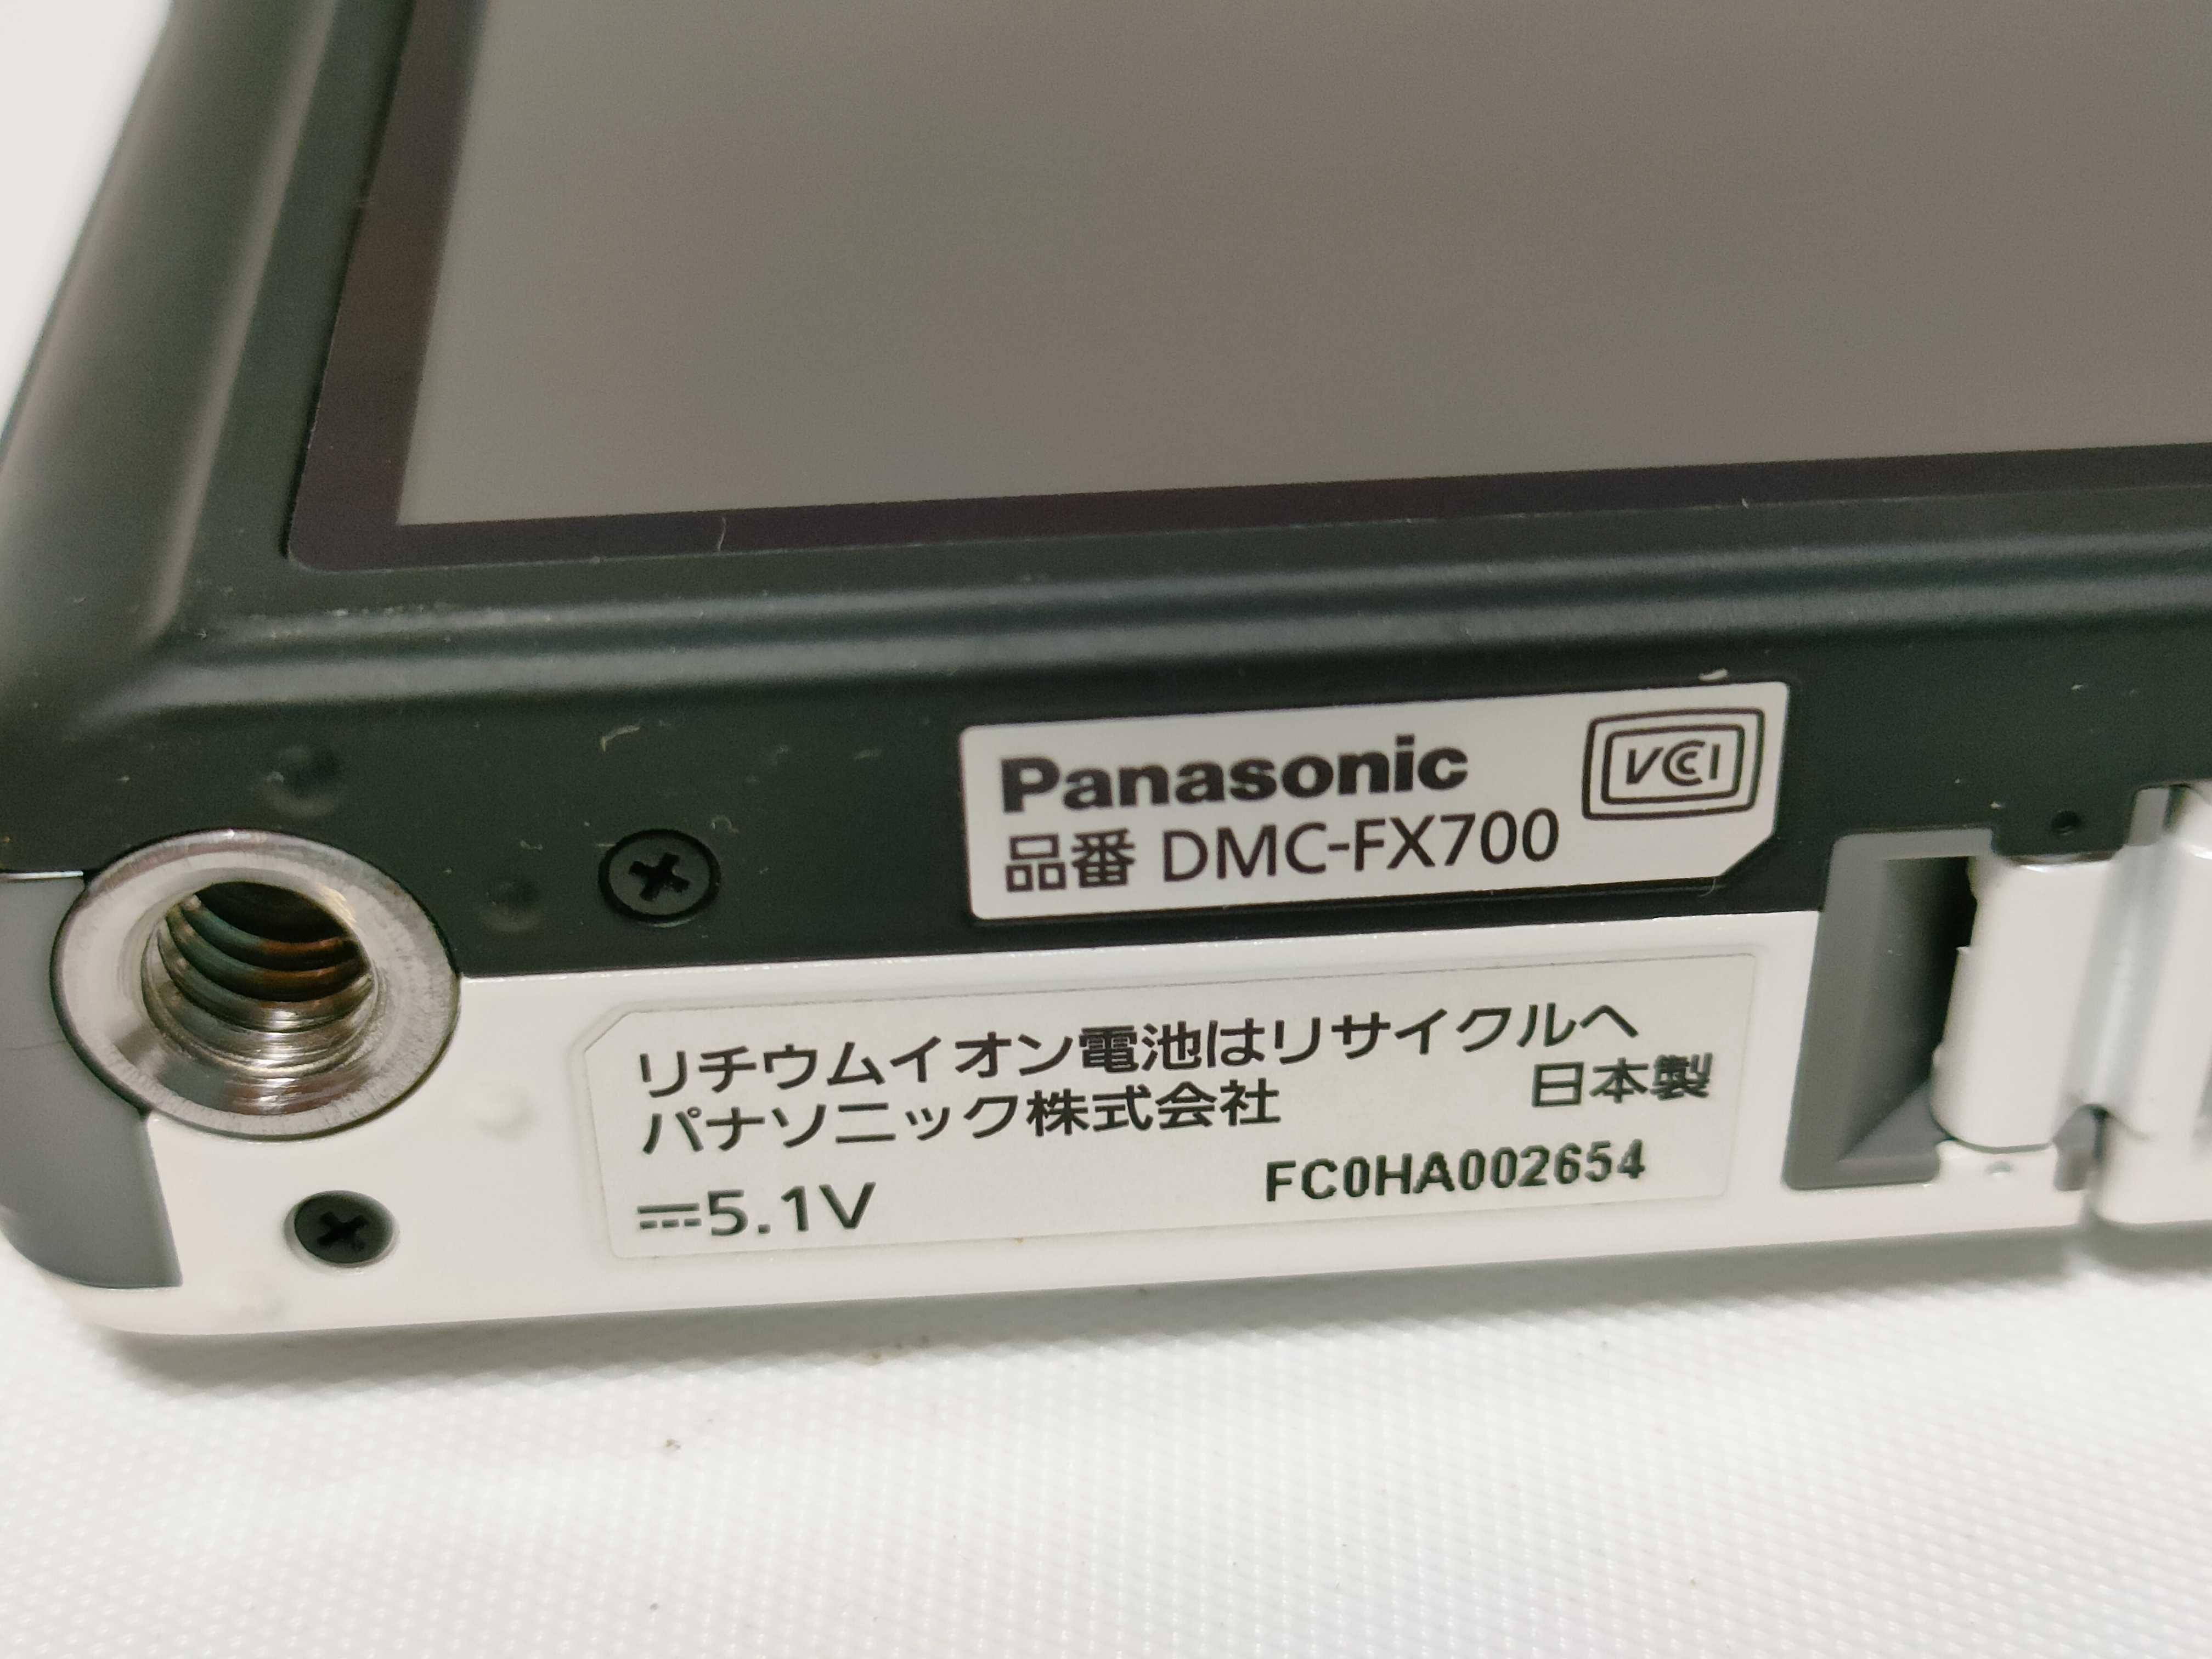 Panasonic
VCCI
品番 DMC-FX700
リチウムイオン電池はリサイクルへ
パナソニック株式会社 日本製
FC0HA002654
⎓5.1V